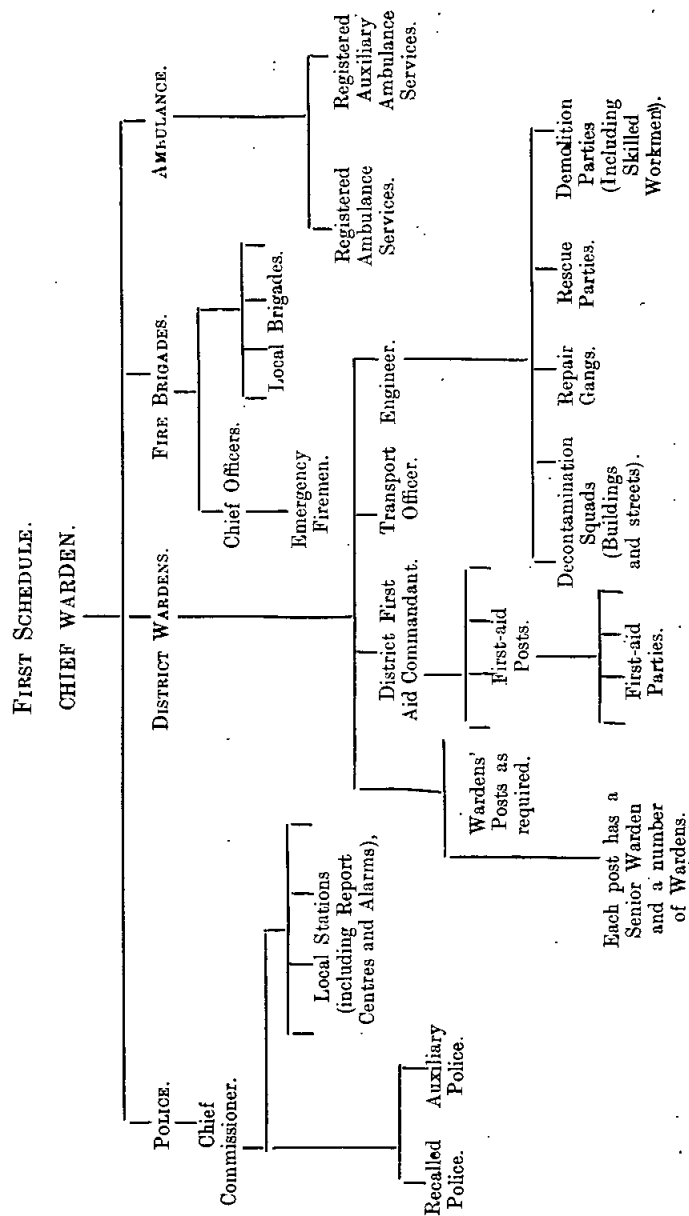 FIRST SCHEDULE.
CHIEF WARDEN.
POLICE.
Chief
Commissioner.
Recalled
Police.
Auxiliary
Police.
Local Stations
(including Report
Centres and Alarms),
DISTRICT WARDENS.
Wardens'
Posts as
required.
Each post has a
Senior Warden
and a number
of Wardens.
District First
Aid Commandant.
First-aid
Posts.
First-aid
Parties.
Transport
Officer.
Engineer.
Decontamination
Squads
(Buildings
and streets).
Repair
Gangs.
Rescue
Parties.
Demolition
Parties
(Including
Skilled
Workmen).
FIRE BRIGADES.
Chief Officers.
Emergency
Firemen.
Local Brigades.
AMBULANCE.
Registered
Ambulance
Services.
Registered
Auxiliary
Ambulance
Services.